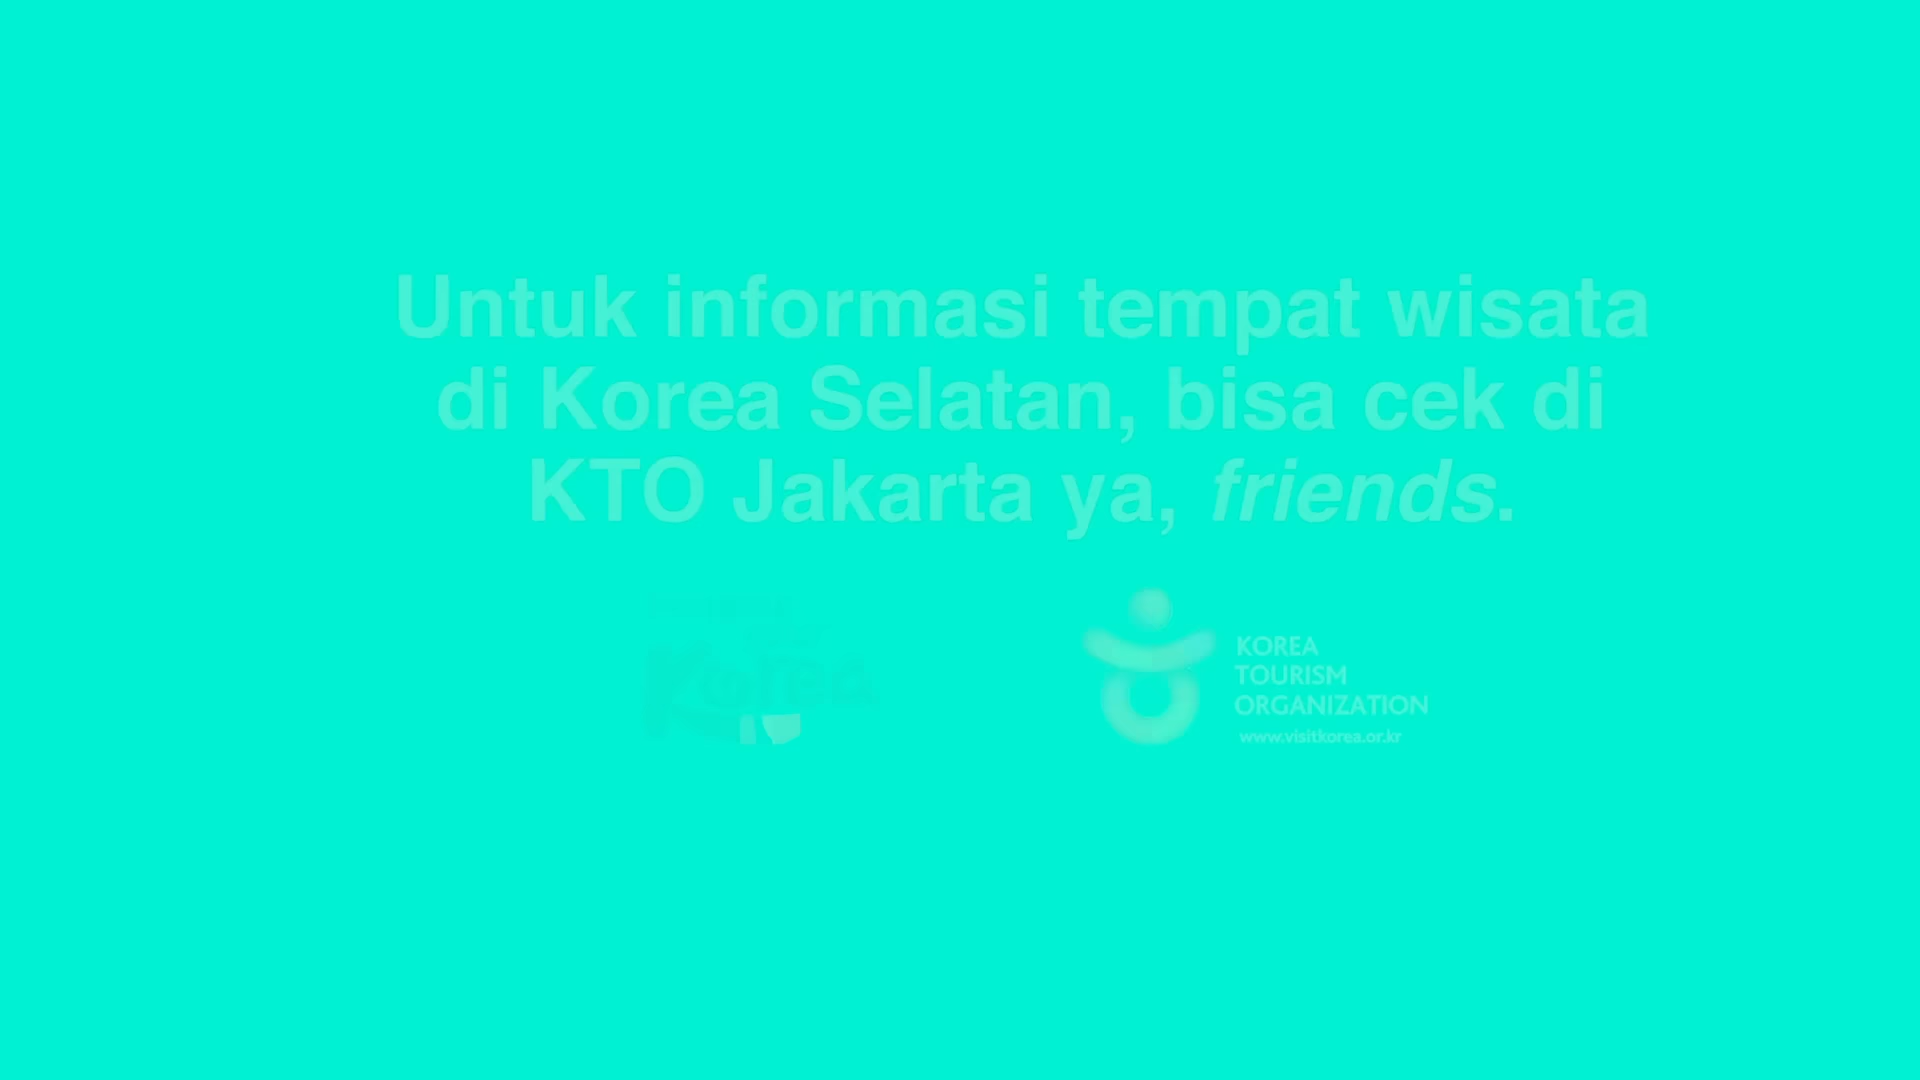 Untuk informasi tempat wisata
di Korea Selatan, bisa cek di
KTO Jakarta ya, friends.
Korea
KOREA
TOURISM
ORGANIZATION
www.visitkorea.or.kr